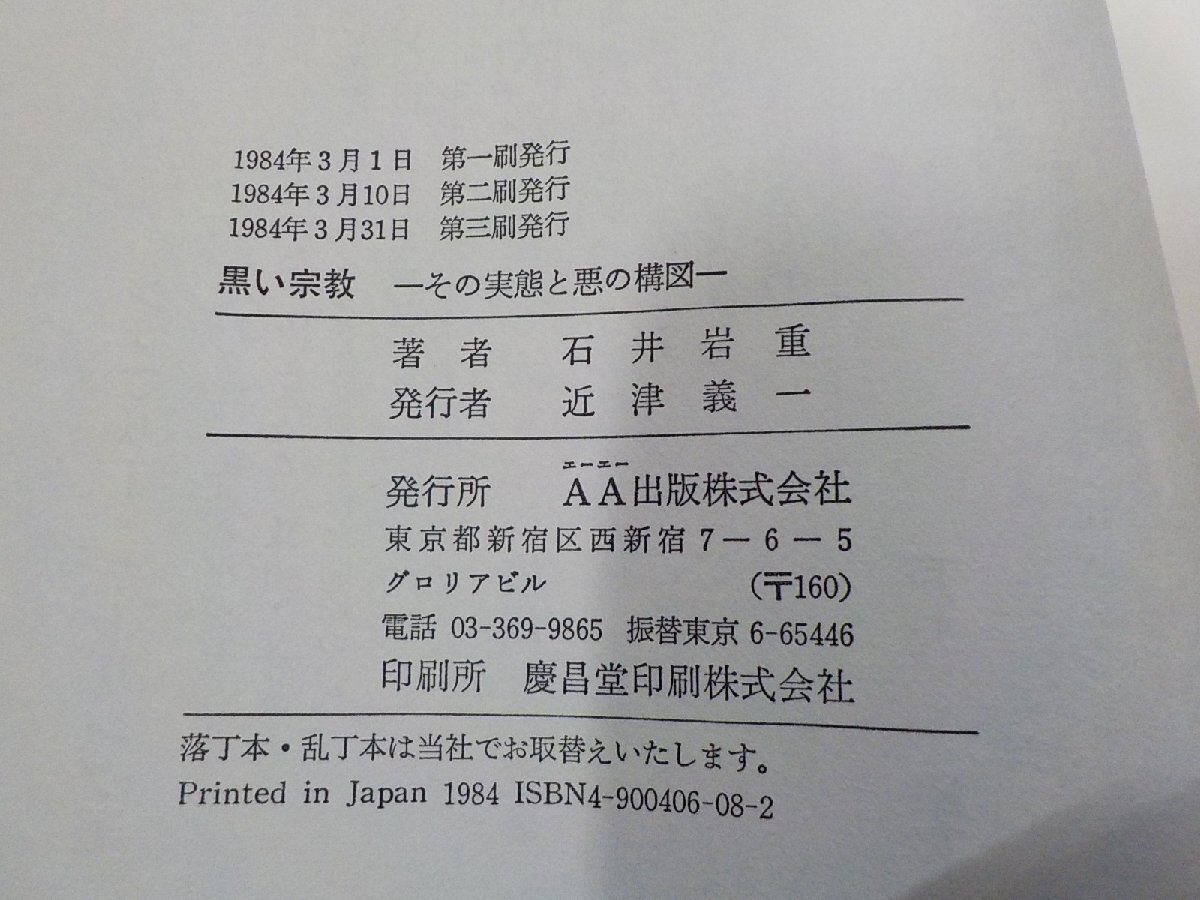 1984年3月1日 第一刷発行
1984年3月10日 第二刷発行
1984年3月31日 第三刷発行
黒い宗教 ―その実態と悪の構図―
著者 石井岩重
発行者 近津義一
エーエー
発行所 AA出版株式会社
東京都新宿区西新宿7―6―5
グロリアビル (〒160)
電話 03-369-9865 振替東京 6-65446
印刷所 慶昌堂印刷株式会社
落丁本・乱丁本は当社でお取替えいたします。
Printed in Japan 1984 ISBN4-900406-08-2